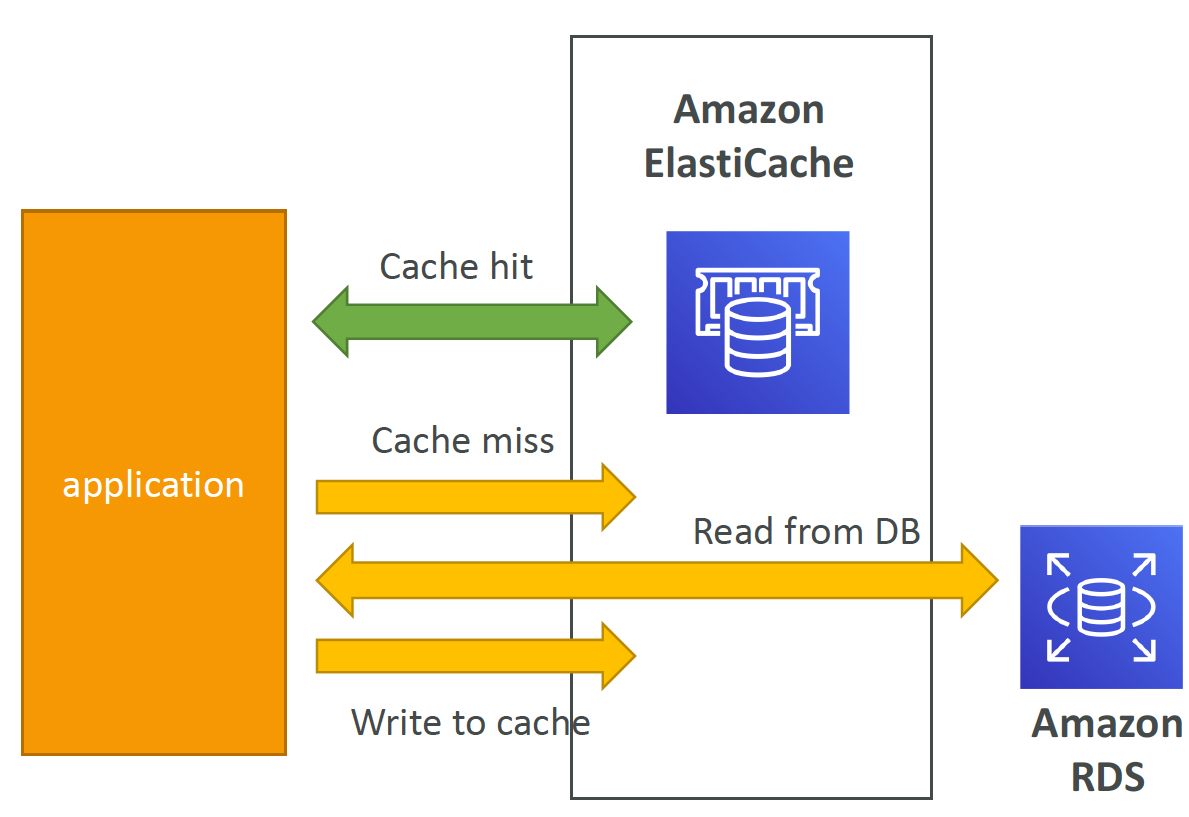 Amazon
ElastiCache
Cache hit
Cache miss
application
Read from DB
Write to cache
Amazon
RDS